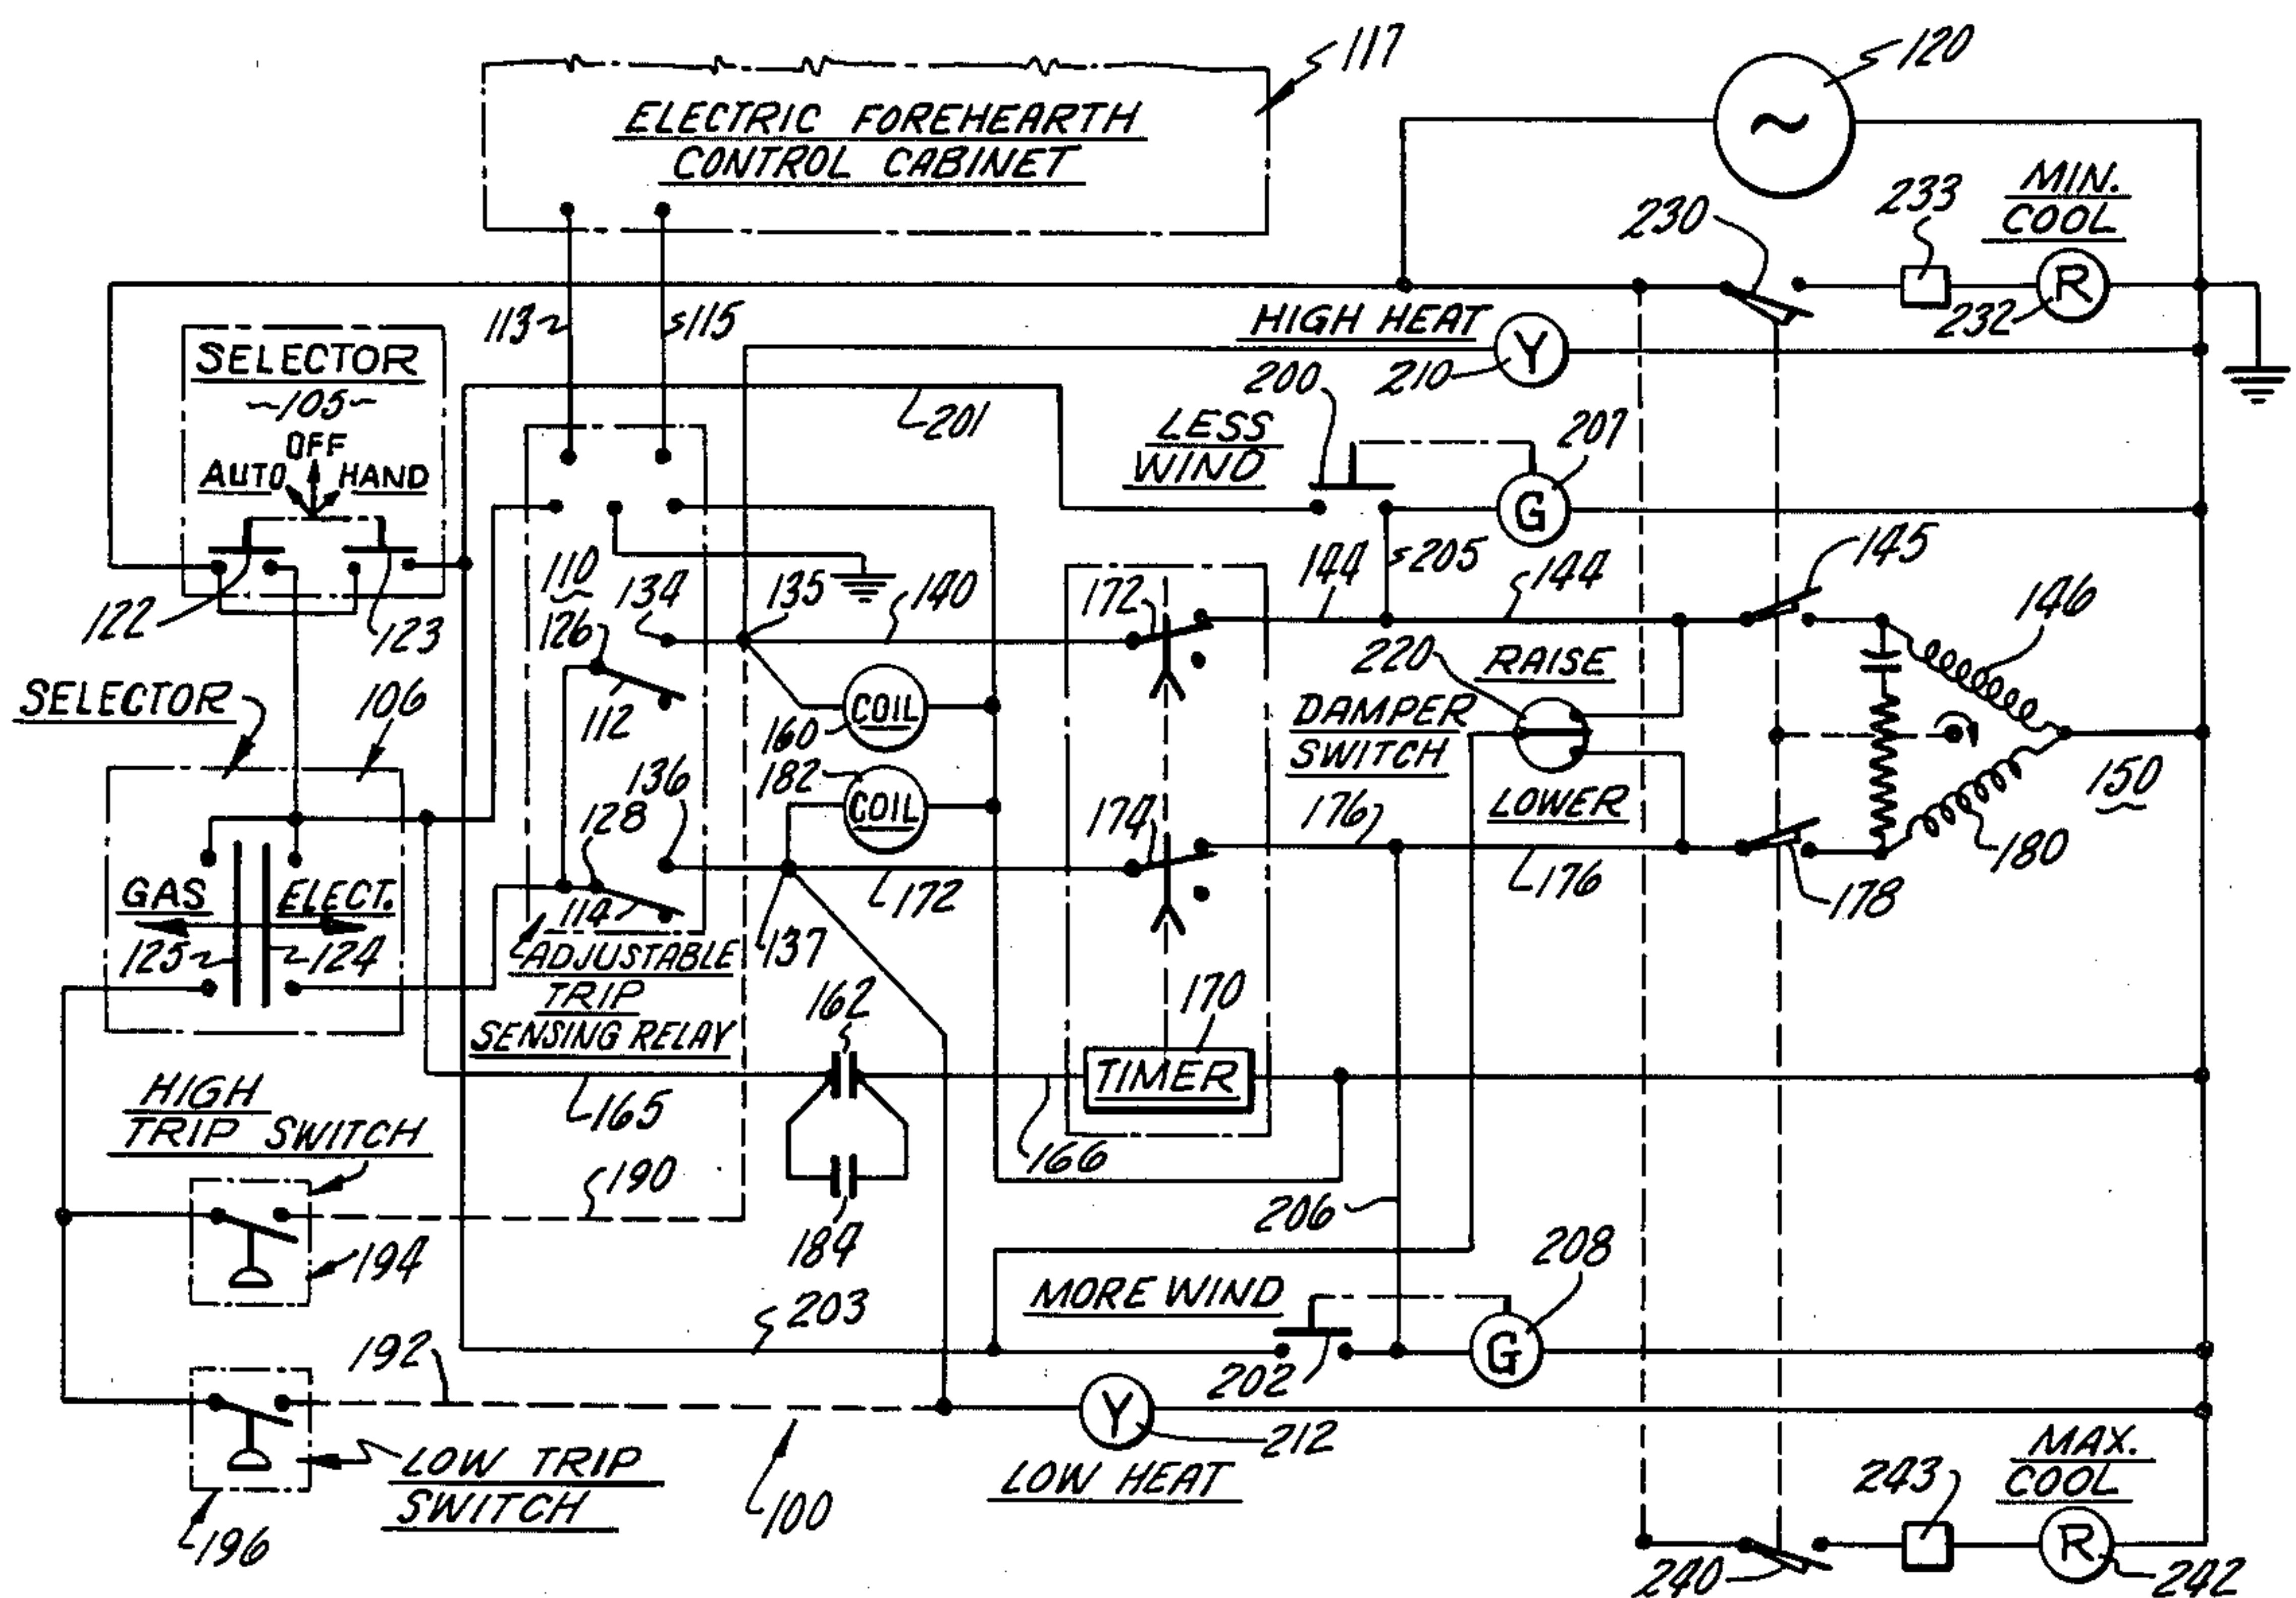 117
120
ELECTRIC FOREHEARTH
CONTROL CABINET
MIN.
COOL
233
230
R
232
113
115
HIGH HEAT
Y
210
SELECTOR
~105~
OFF
AUTO HAND
201
200
LESS
WIND
207
G
205
122
123
110
126
134
135
140
172
144
144
145
146
112
COIL
160
182
COIL
220
RAISE
DAMPER
SWITCH
LOWER
150
SELECTOR
106
136
128
174
176
176
178
180
GAS ELECT.
125
124
114
137
172
ADJUSTABLE
TRIP
SENSING RELAY
162
170
TIMER
165
166
HIGH
TRIP SWITCH
190
184
194
206
208
MORE WIND
G
203
202
192
Y
212
LOW HEAT
100
LOW TRIP
SWITCH
196
MAX.
COOL
243
R
240
242